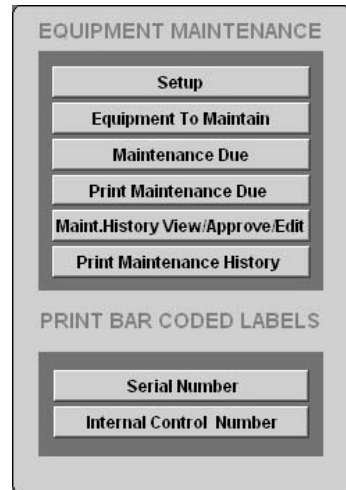 EQUIPMENT MAINTENANCE
Setup
Equipment To Maintain
Maintenance Due
Print Maintenance Due
Maint.History View/Approve/Edit
Print Maintenance History
PRINT BAR CODED LABELS
Serial Number
Internal Control Number